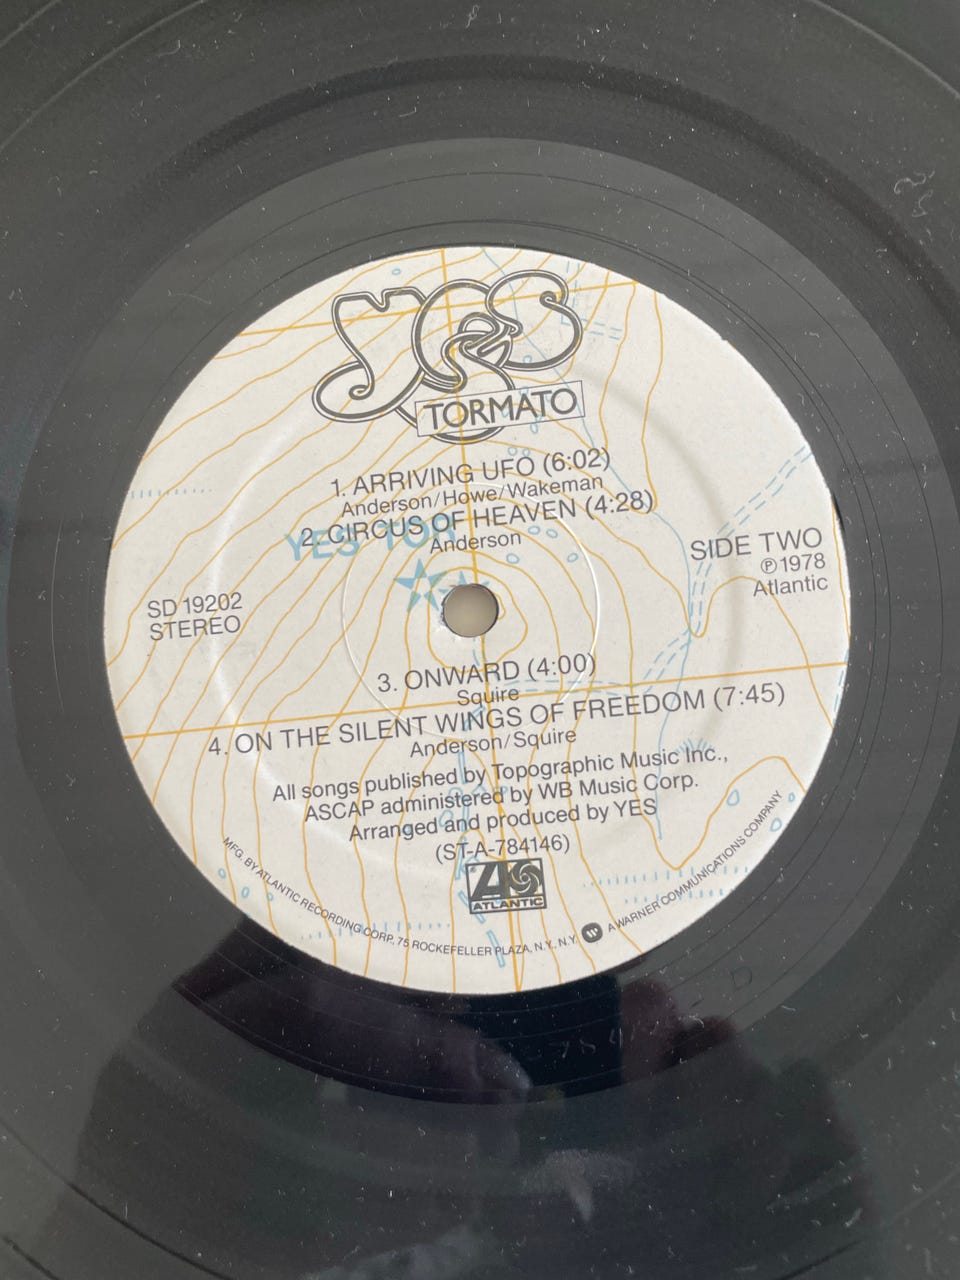 YES
TORMATO
1. ARRIVING UFO (6:02)
Anderson/Howe/Wakeman
2. CIRCUS OF HEAVEN (4:28)
Anderson
YES TOR
SIDE TWO
℗1978
Atlantic
SD 19202
STEREO
3. ONWARD (4:00)
Squire
4. ON THE SILENT WINGS OF FREEDOM (7:45)
Anderson/Squire
All songs published by Topographic Music Inc.,
ASCAP administered by WB Music Corp.
Arranged and produced by YES
(ST-A-784146)
ATLANTIC
MFG. BY ATLANTIC RECORDING CORP., 75 ROCKEFELLER PLAZA, N.Y., N.Y. A WARNER COMMUNICATIONS COMPANY